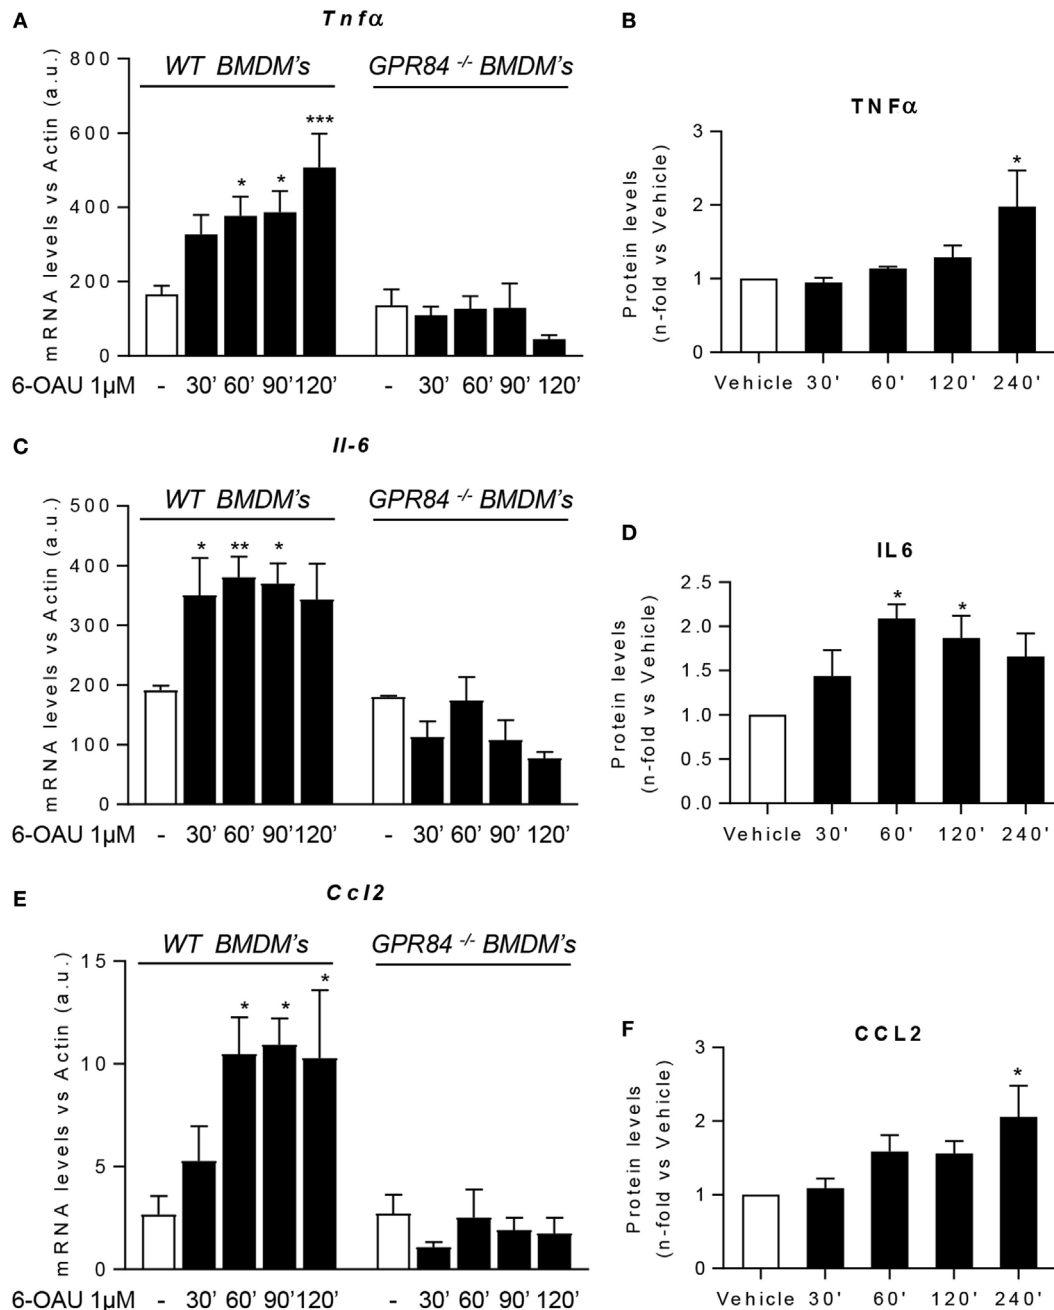 A
Tnfα
mRNA levels vs Actin (a.u.)
800
600
400
200
0
WT BMDM's
GPR84 -/- BMDM's
*
*
***
6-OAU 1µM - 30’ 60’ 90’120’ - 30’ 60’ 90’ 120’
B
TNFα
Protein levels
(n-fold vs Vehicle)
3
2
1
0
*
Vehicle 30' 60' 120' 240'
C
Il-6
mRNA levels vs Actin (a.u.)
500
400
300
200
100
0
WT BMDM's
GPR84 -/- BMDM's
*
**
*
6-OAU 1µM - 30’ 60’ 90’120’ - 30’ 60’ 90’ 120’
D
IL6
Protein levels
(n-fold vs Vehicle)
2.5
2.0
1.5
1.0
0.5
0.0
*
*
Vehicle 30' 60' 120' 240'
E
Ccl2
mRNA levels vs Actin (a.u.)
15
10
5
0
WT BMDM's
GPR84 -/- BMDM's
*
*
*
6-OAU 1µM - 30’ 60’ 90’120’ - 30’ 60’ 90’ 120’
F
CCL2
Protein levels
(n-fold vs Vehicle)
3
2
1
0
*
Vehicle 30' 60' 120' 240'